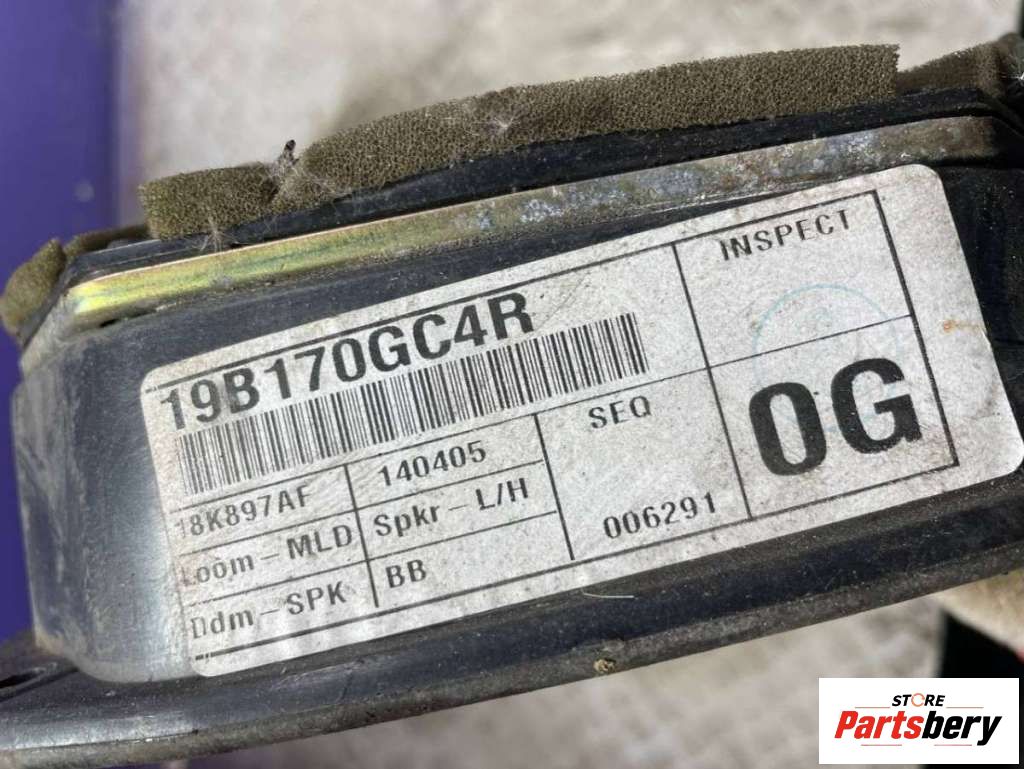 INSPECT
19B170GC4R
0G
18K897AF
140405
SEQ
Loom-MLD
Spkr-L/H
006291
Ddm-SPK
BB
STORE
Partsbery